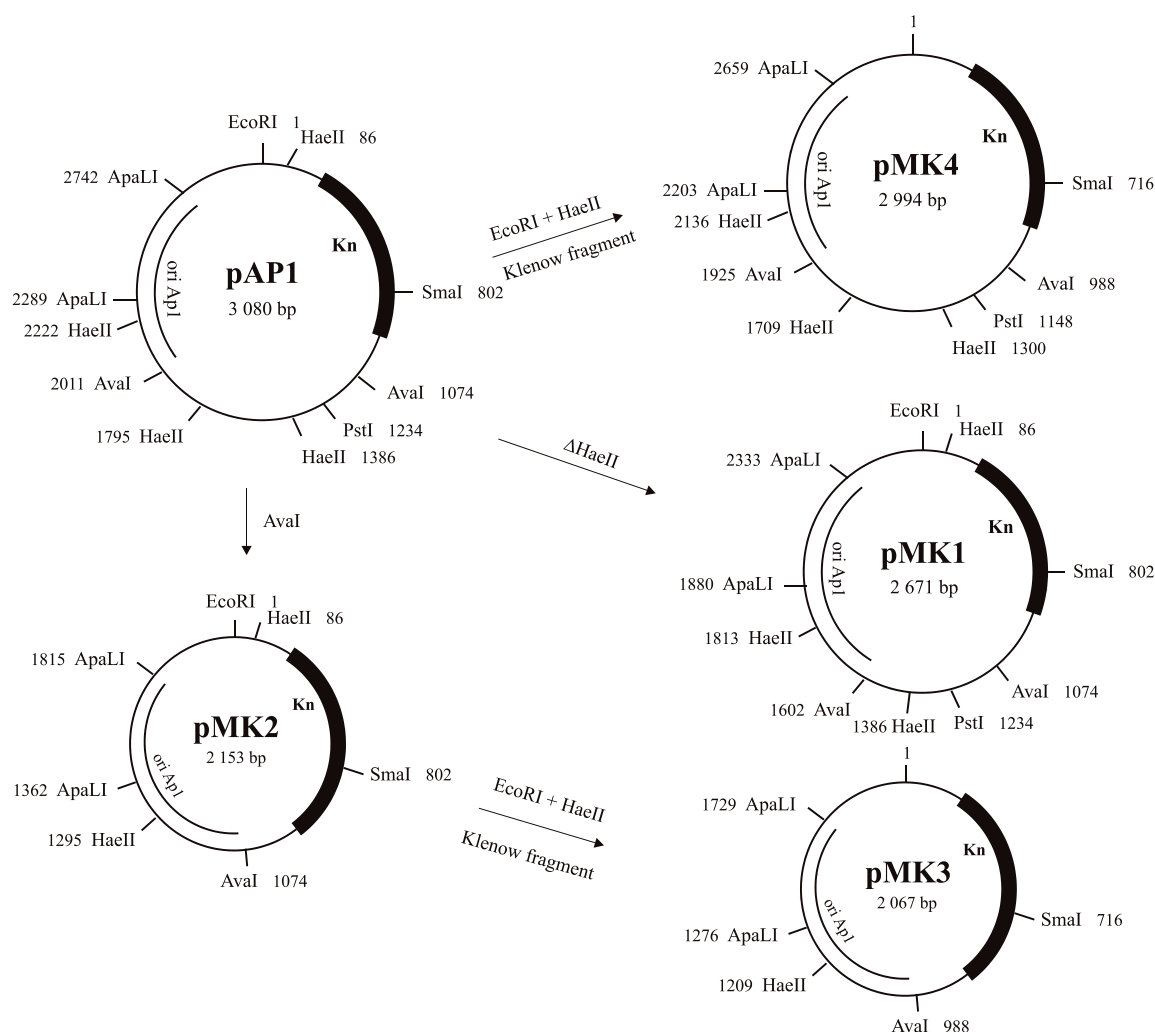 EcoRI 1
HaeII 86
2742 ApaLI
Kn
ori Ap1
pAP1
3 080 bp
2289 ApaLI
SmaI 802
2222 HaeII
2011 AvaI
AvaI 1074
1795 HaeII
PstI 1234
HaeII 1386
EcoRI + HaeII
Klenow fragment
1
2659 ApaLI
Kn
ori Ap1
pMK4
2 994 bp
SmaI 716
2203 ApaLI
2136 HaeII
1925 AvaI
AvaI 988
1709 HaeII
PstI 1148
HaeII 1300
ΔHaeII
EcoRI 1
HaeII 86
2333 ApaLI
Kn
ori Ap1
pMK1
2 671 bp
SmaI 802
1880 ApaLI
1813 HaeII
AvaI 1074
1602 AvaI
1386 HaeII
PstI 1234
AvaI
EcoRI 1
HaeII 86
1815 ApaLI
Kn
pMK2
2 153 bp
ori Ap1
SmaI 802
1362 ApaLI
1295 HaeII
AvaI 1074
EcoRI + HaeII
Klenow fragment
1
1729 ApaLI
Kn
pMK3
2 067 bp
ori Ap1
SmaI 716
1276 ApaLI
1209 HaeII
AvaI 988